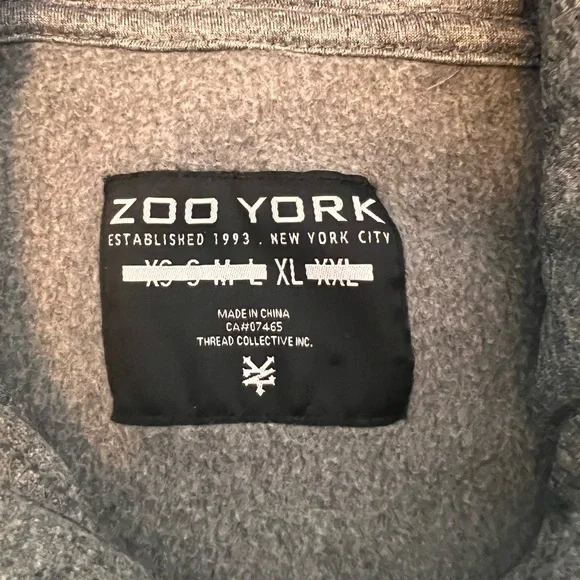 ZOO YORK
ESTABLISHED 1993 . NEW YORK CITY
XS S M L XL XXL
MADE IN CHINA
CA#07465
THREAD COLLECTIVE INC.